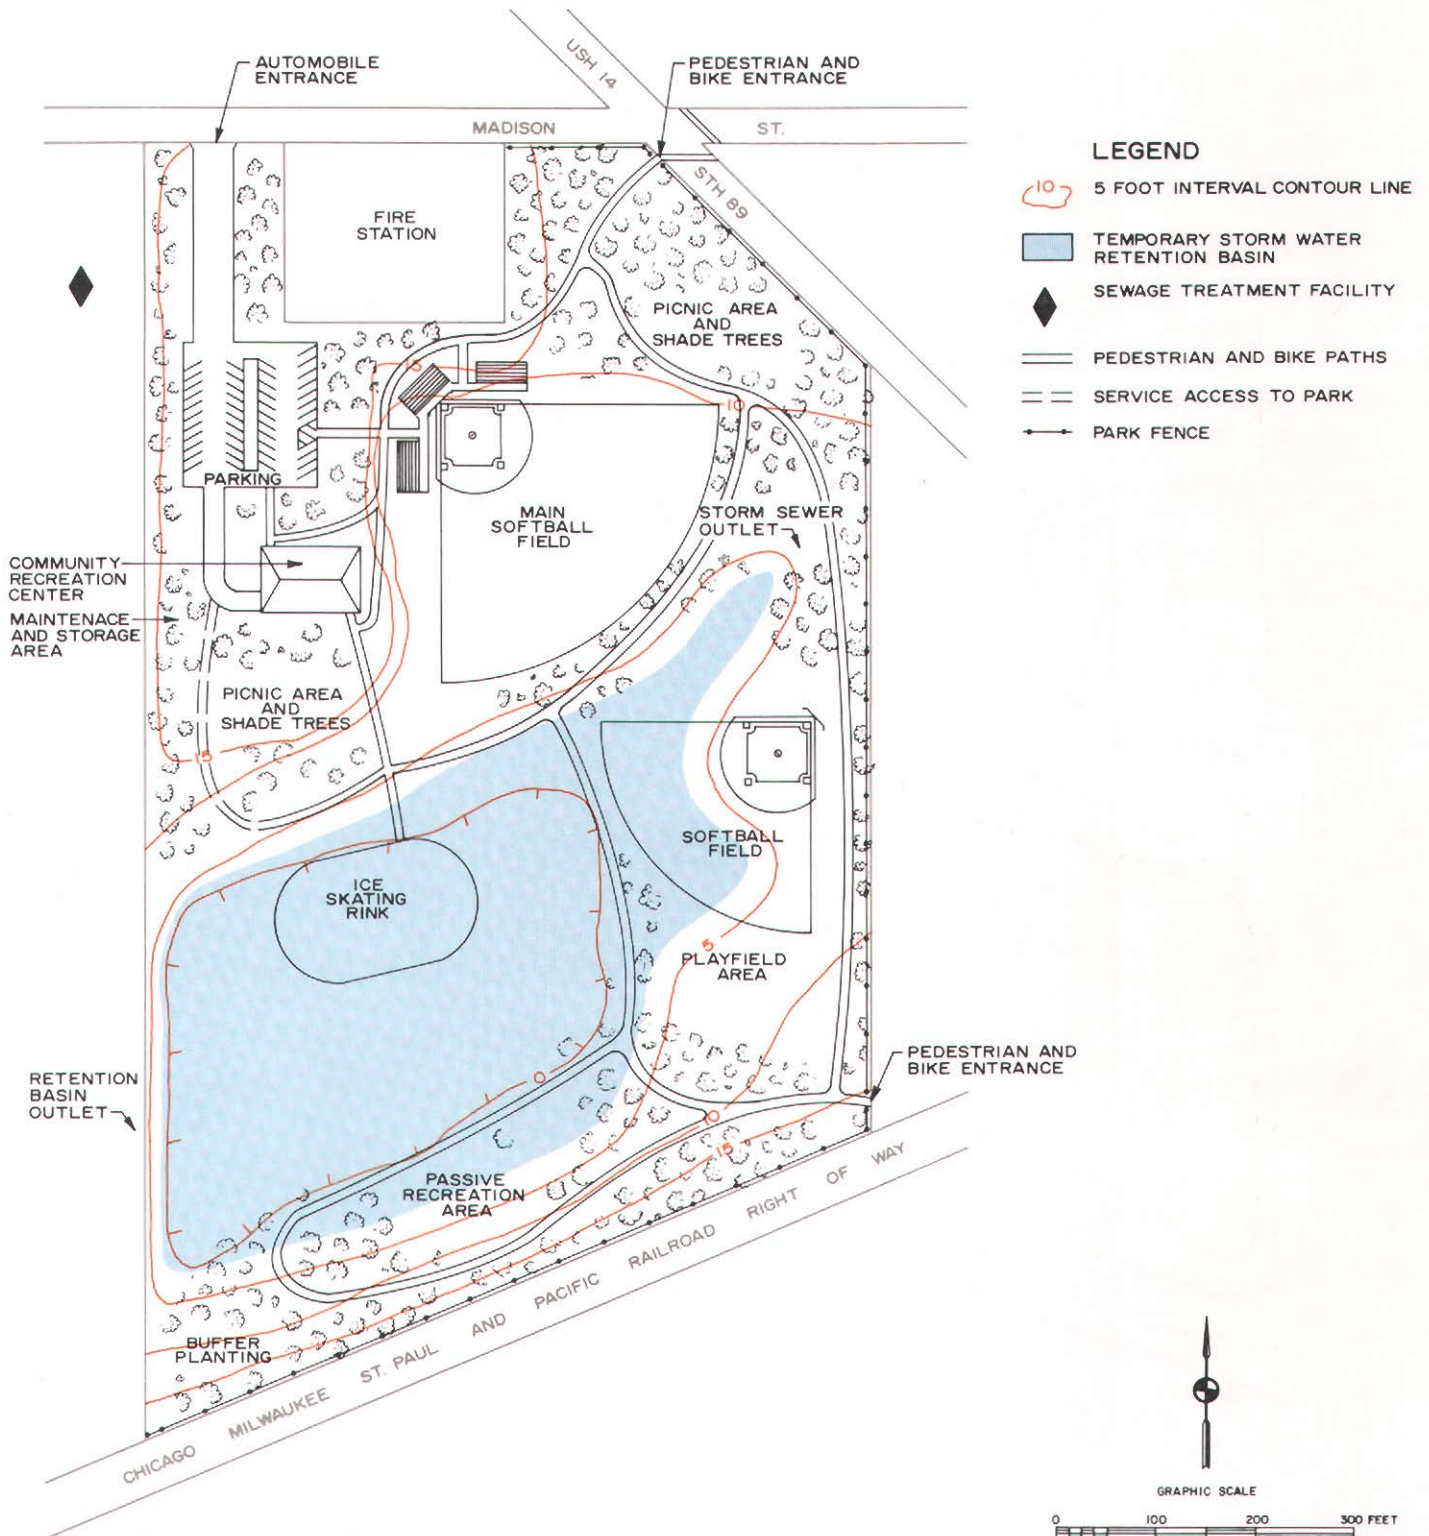 AUTOMOBILE
ENTRANCE
USH 14
PEDESTRIAN AND
BIKE ENTRANCE
MADISON ST.
STH 89
FIRE
STATION
PICNIC AREA
AND
SHADE TREES
15
10
PARKING
MAIN
SOFTBALL
FIELD
STORM SEWER
OUTLET
COMMUNITY
RECREATION
CENTER
MAINTENACE
AND STORAGE
AREA
PICNIC AREA
AND
SHADE TREES
15
SOFTBALL
FIELD
ICE
SKATING
RINK
5
PLAYFIELD
AREA
PEDESTRIAN AND
BIKE ENTRANCE
RETENTION
BASIN
OUTLET
0
10
15
PASSIVE
RECREATION
AREA
BUFFER
PLANTING
CHICAGO MILWAUKEE ST. PAUL AND PACIFIC RAILROAD RIGHT OF WAY
LEGEND
10 5 FOOT INTERVAL CONTOUR LINE
TEMPORARY STORM WATER
RETENTION BASIN
SEWAGE TREATMENT FACILITY
PEDESTRIAN AND BIKE PATHS
SERVICE ACCESS TO PARK
PARK FENCE
GRAPHIC SCALE
0 100 200 300 FEET